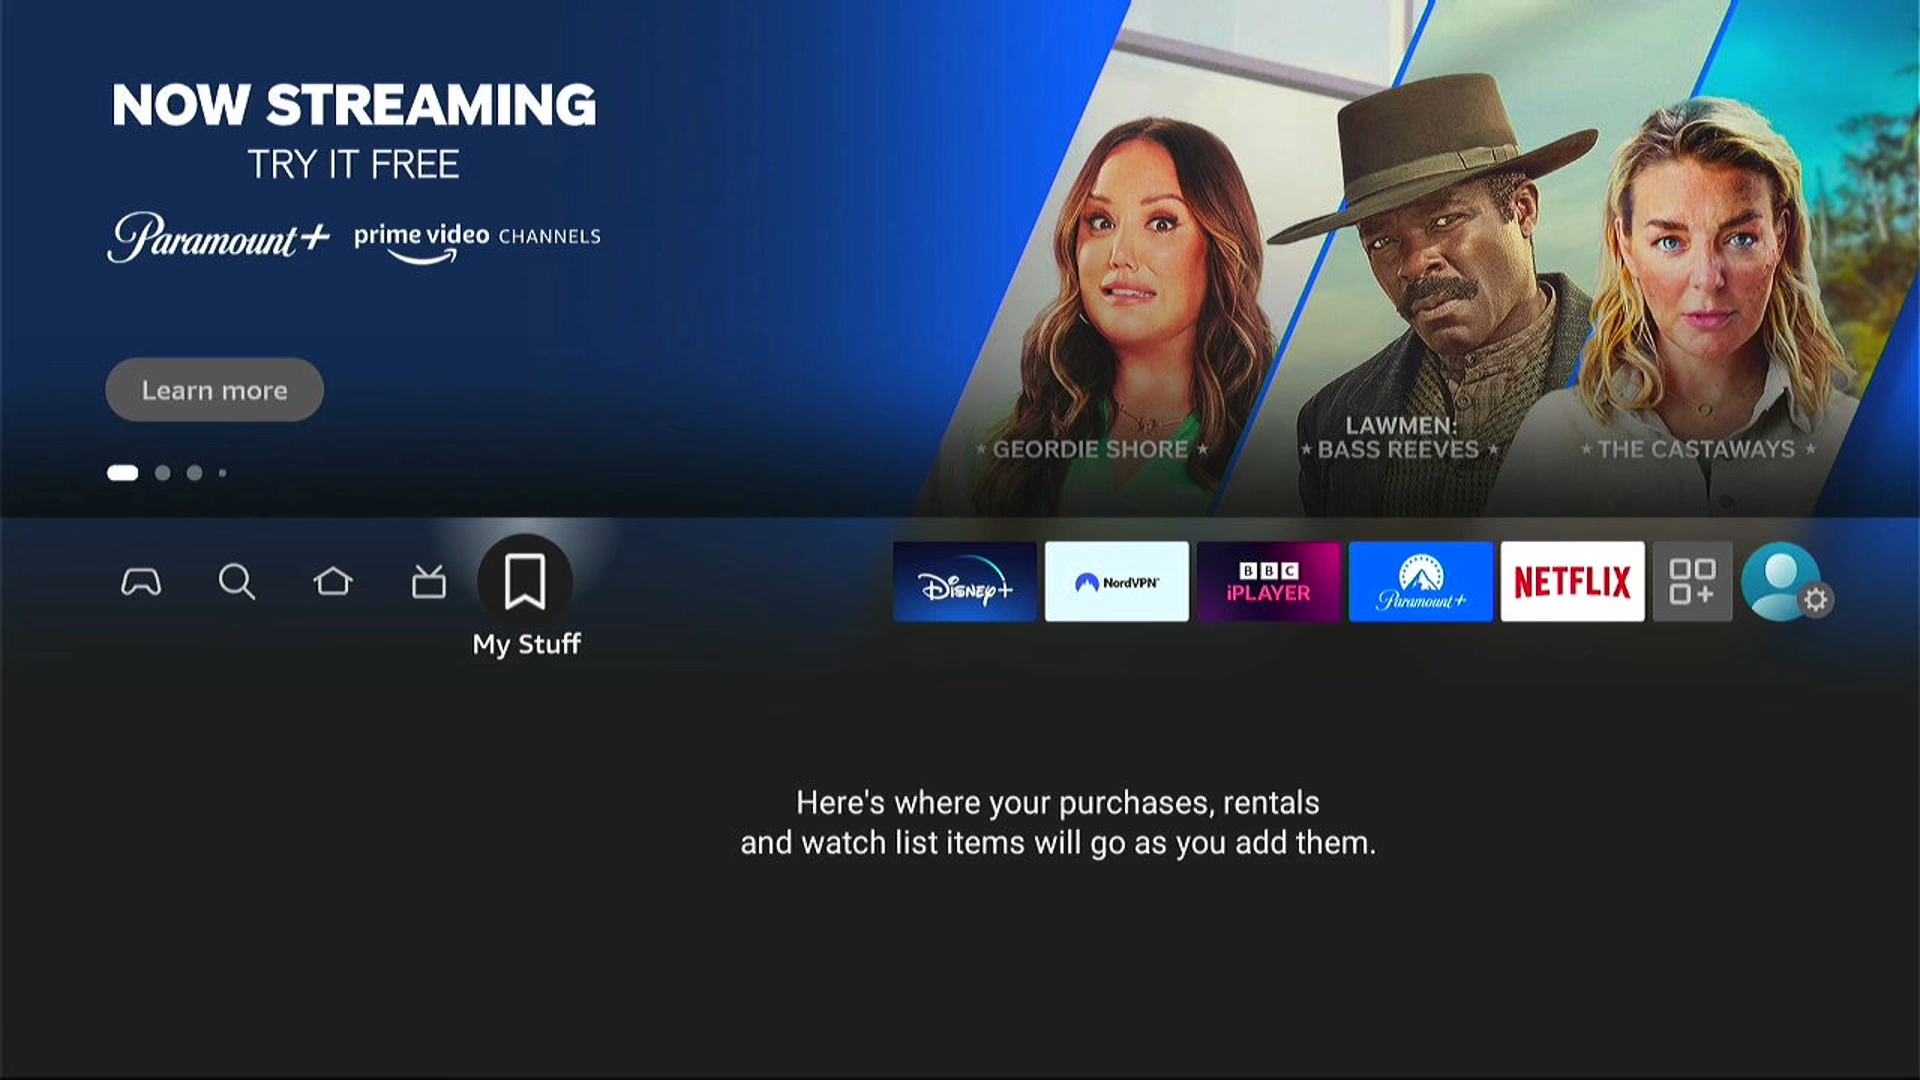 NOW STREAMING
TRY IT FREE
Paramount+ prime video CHANNELS
Learn more
★ GEORDIE SHORE ★
LAWMEN:
★ BASS REEVES ★
★ THE CASTAWAYS ★
My Stuff
Disney+
NordVPN
BBC
iPLAYER
Paramount+
NETFLIX
Here's where your purchases, rentals
and watch list items will go as you add them.